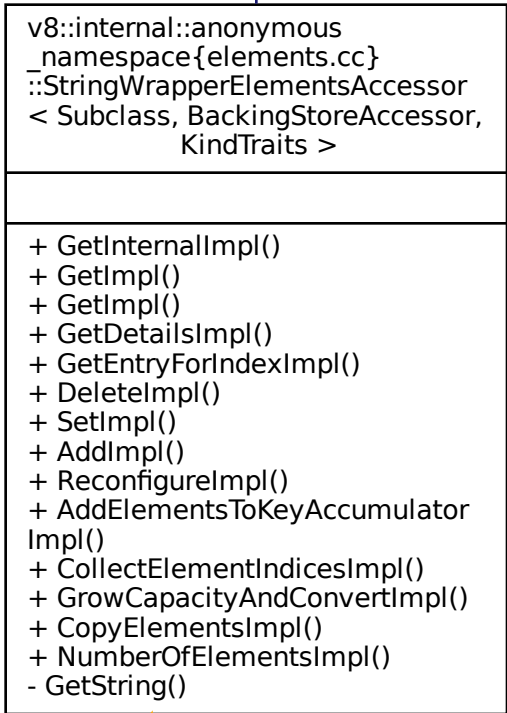 v8::internal::anonymous
_namespace{elements.cc}
::StringWrapperElementsAccessor
< Subclass, BackingStoreAccessor,
KindTraits >
+ GetInternalImpl()
+ GetImpl()
+ GetImpl()
+ GetDetailsImpl()
+ GetEntryForIndexImpl()
+ DeleteImpl()
+ SetImpl()
+ AddImpl()
+ ReconfigureImpl()
+ AddElementsToKeyAccumulator
Impl()
+ CollectElementIndicesImpl()
+ GrowCapacityAndConvertImpl()
+ CopyElementsImpl()
+ NumberOfElementsImpl()
- GetString()